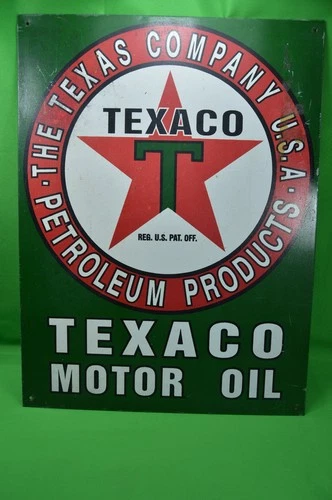 ·THE TEXAS COMPANY U.S.A·
PETROLEUM PRODUCTS
TEXACO
T
REG. U.S. PAT. OFF.
TEXACO
MOTOR OIL